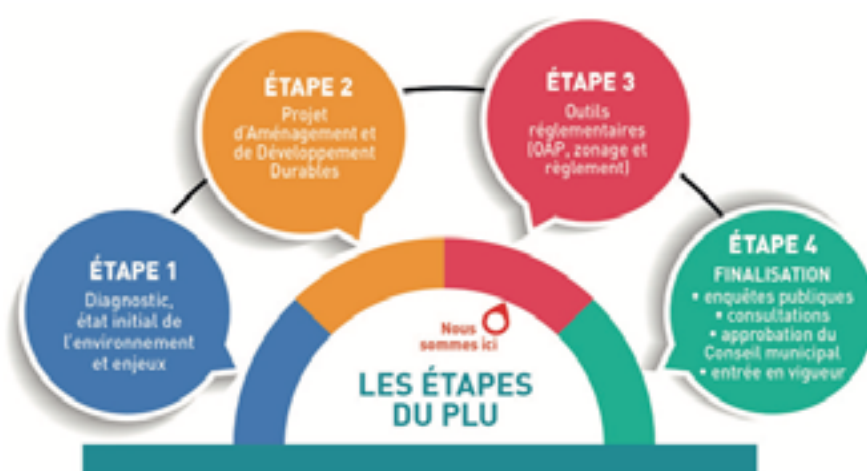 ÉTAPE 1
Diagnostic,
état initial de
l'environnement
et enjeux
ÉTAPE 2
Projet
d'Aménagement et
de Développement
Durables
ÉTAPE 3
Outils
réglementaires
(OAP, zonage et
règlement)
ÉTAPE 4
FINALISATION
• enquêtes publiques
• consultations
• approbation du
Conseil municipal
• entrée en vigueur
Nous
sommes ici
LES ÉTAPES
DU PLU